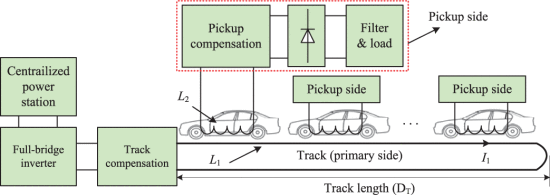 Pickup
compensation
Filter
& load
Pickup side
Centrailized
power
station
L2
Pickup side
. . .
Pickup side
Full-bridge
inverter
Track
compensation
L1
Track (primary side)
I1
Track length (DT)